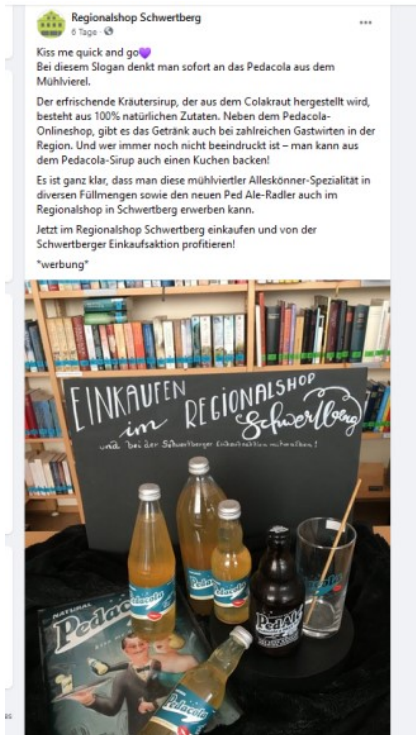 Regionalshop Schwertberg
6 Tage ·
Kiss me quick and go💜
Bei diesem Slogan denkt man sofort an das Pedacola aus dem
Mühlvierel.
Der erfrischende Kräutersirup, der aus dem Colakraut hergestellt wird,
besteht aus 100% natürlichen Zutaten. Neben dem Pedacola-
Onlineshop, gibt es das Getränk auch bei zahlreichen Gastwirten in der
Region. Und wer immer noch nicht beeindruckt ist – man kann aus
dem Pedacola-Sirup auch einen Kuchen backen!
Es ist ganz klar, dass man diese mühlviertler Alleskönner-Spezialität in
diversen Füllmengen sowie den neuen Ped Ale-Radler auch im
Regionalshop in Schwertberg erwerben kann.
Jetzt im Regionalshop Schwertberg einkaufen und von der
Schwertberger Einkaufsaktion profitieren!
*werbung*
EINKAUFEN
im REGIONALSHOP
Schwertberg
und bei der Schwertberger Einkaufsaktion mitmachen!
NATURAL
Pedacola
Pedacola
Pedacola
Pedacola
PedAle